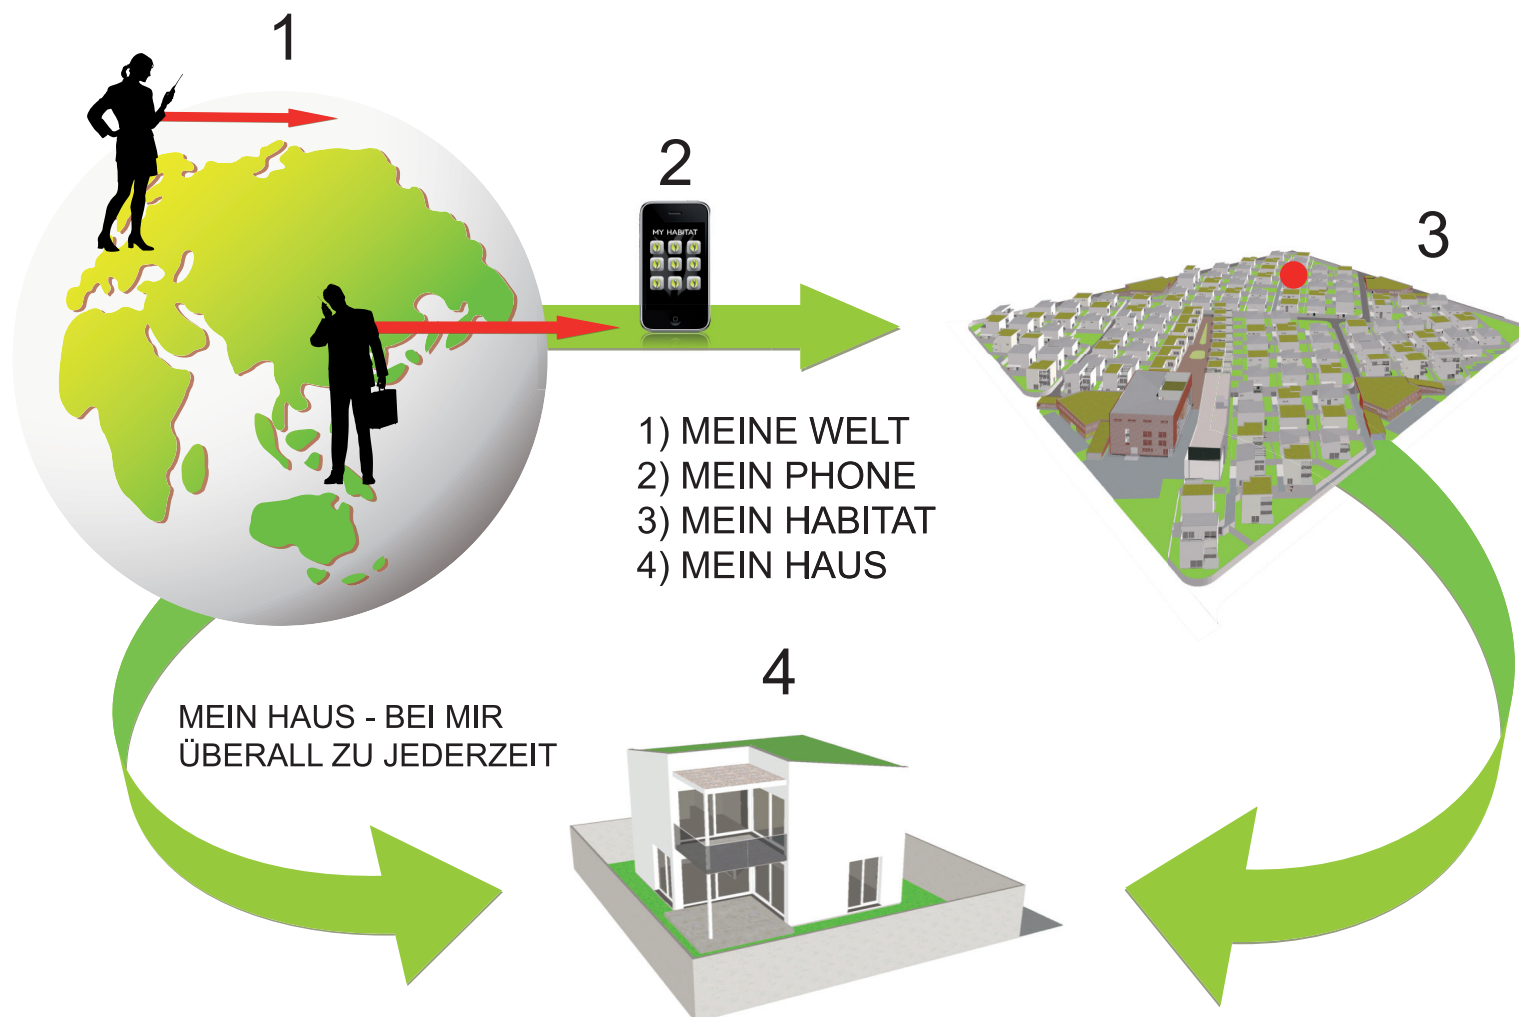 1
2
MY HABITAT
3
1) MEINE WELT
2) MEIN PHONE
3) MEIN HABITAT
4) MEIN HAUS
4
MEIN HAUS - BEI MIR
ÜBERALL ZU JEDERZEIT